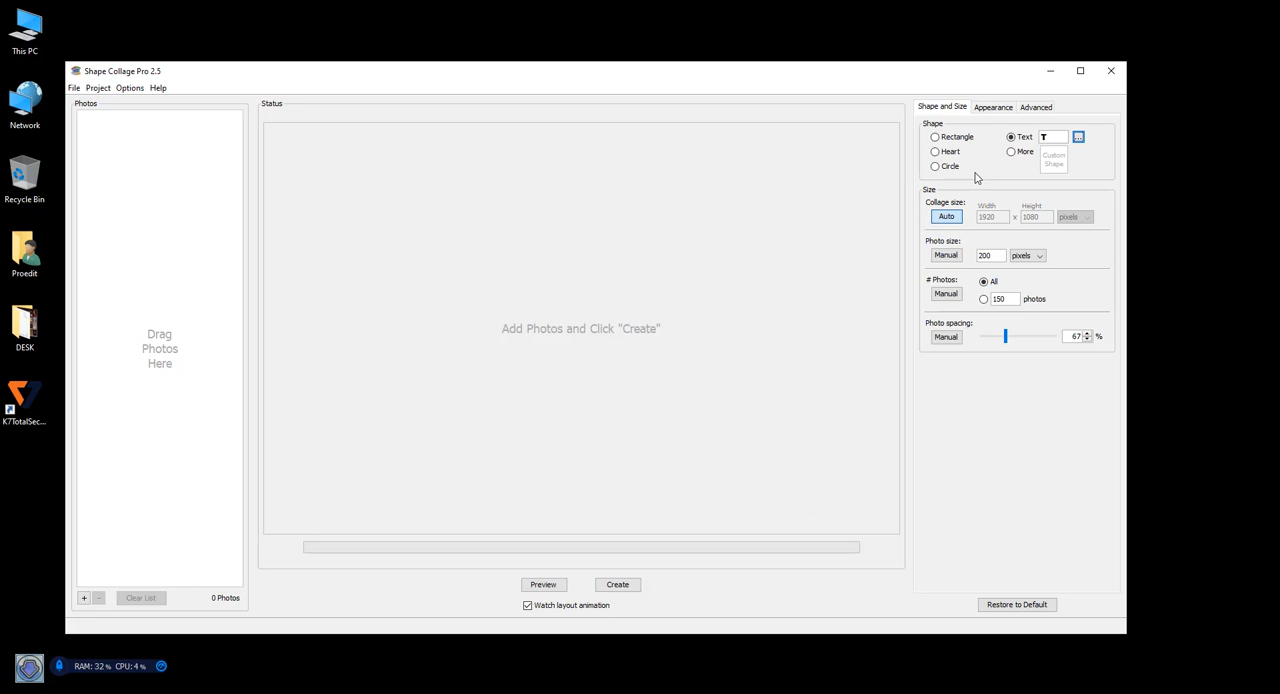 This PC
Network
Recycle Bin
Proedit
DESK
K7TotalSec...
RAM: 32 % CPU: 4 %
Shape Collage Pro 2.5
File Project Options Help
Photos
Drag
Photos
Here
+ - Clear List 0 Photos
Status
Add Photos and Click "Create"
Preview Create
Watch layout animation
Shape and Size Appearance Advanced
Shape
Rectangle Text T ...
Heart More Custom Shape
Circle
Size
Collage size: Width Height
Auto 1920 x 1080 pixels
Photo size:
Manual 200 pixels
# Photos: All
Manual 150 photos
Photo spacing:
Manual 67 %
Restore to Default